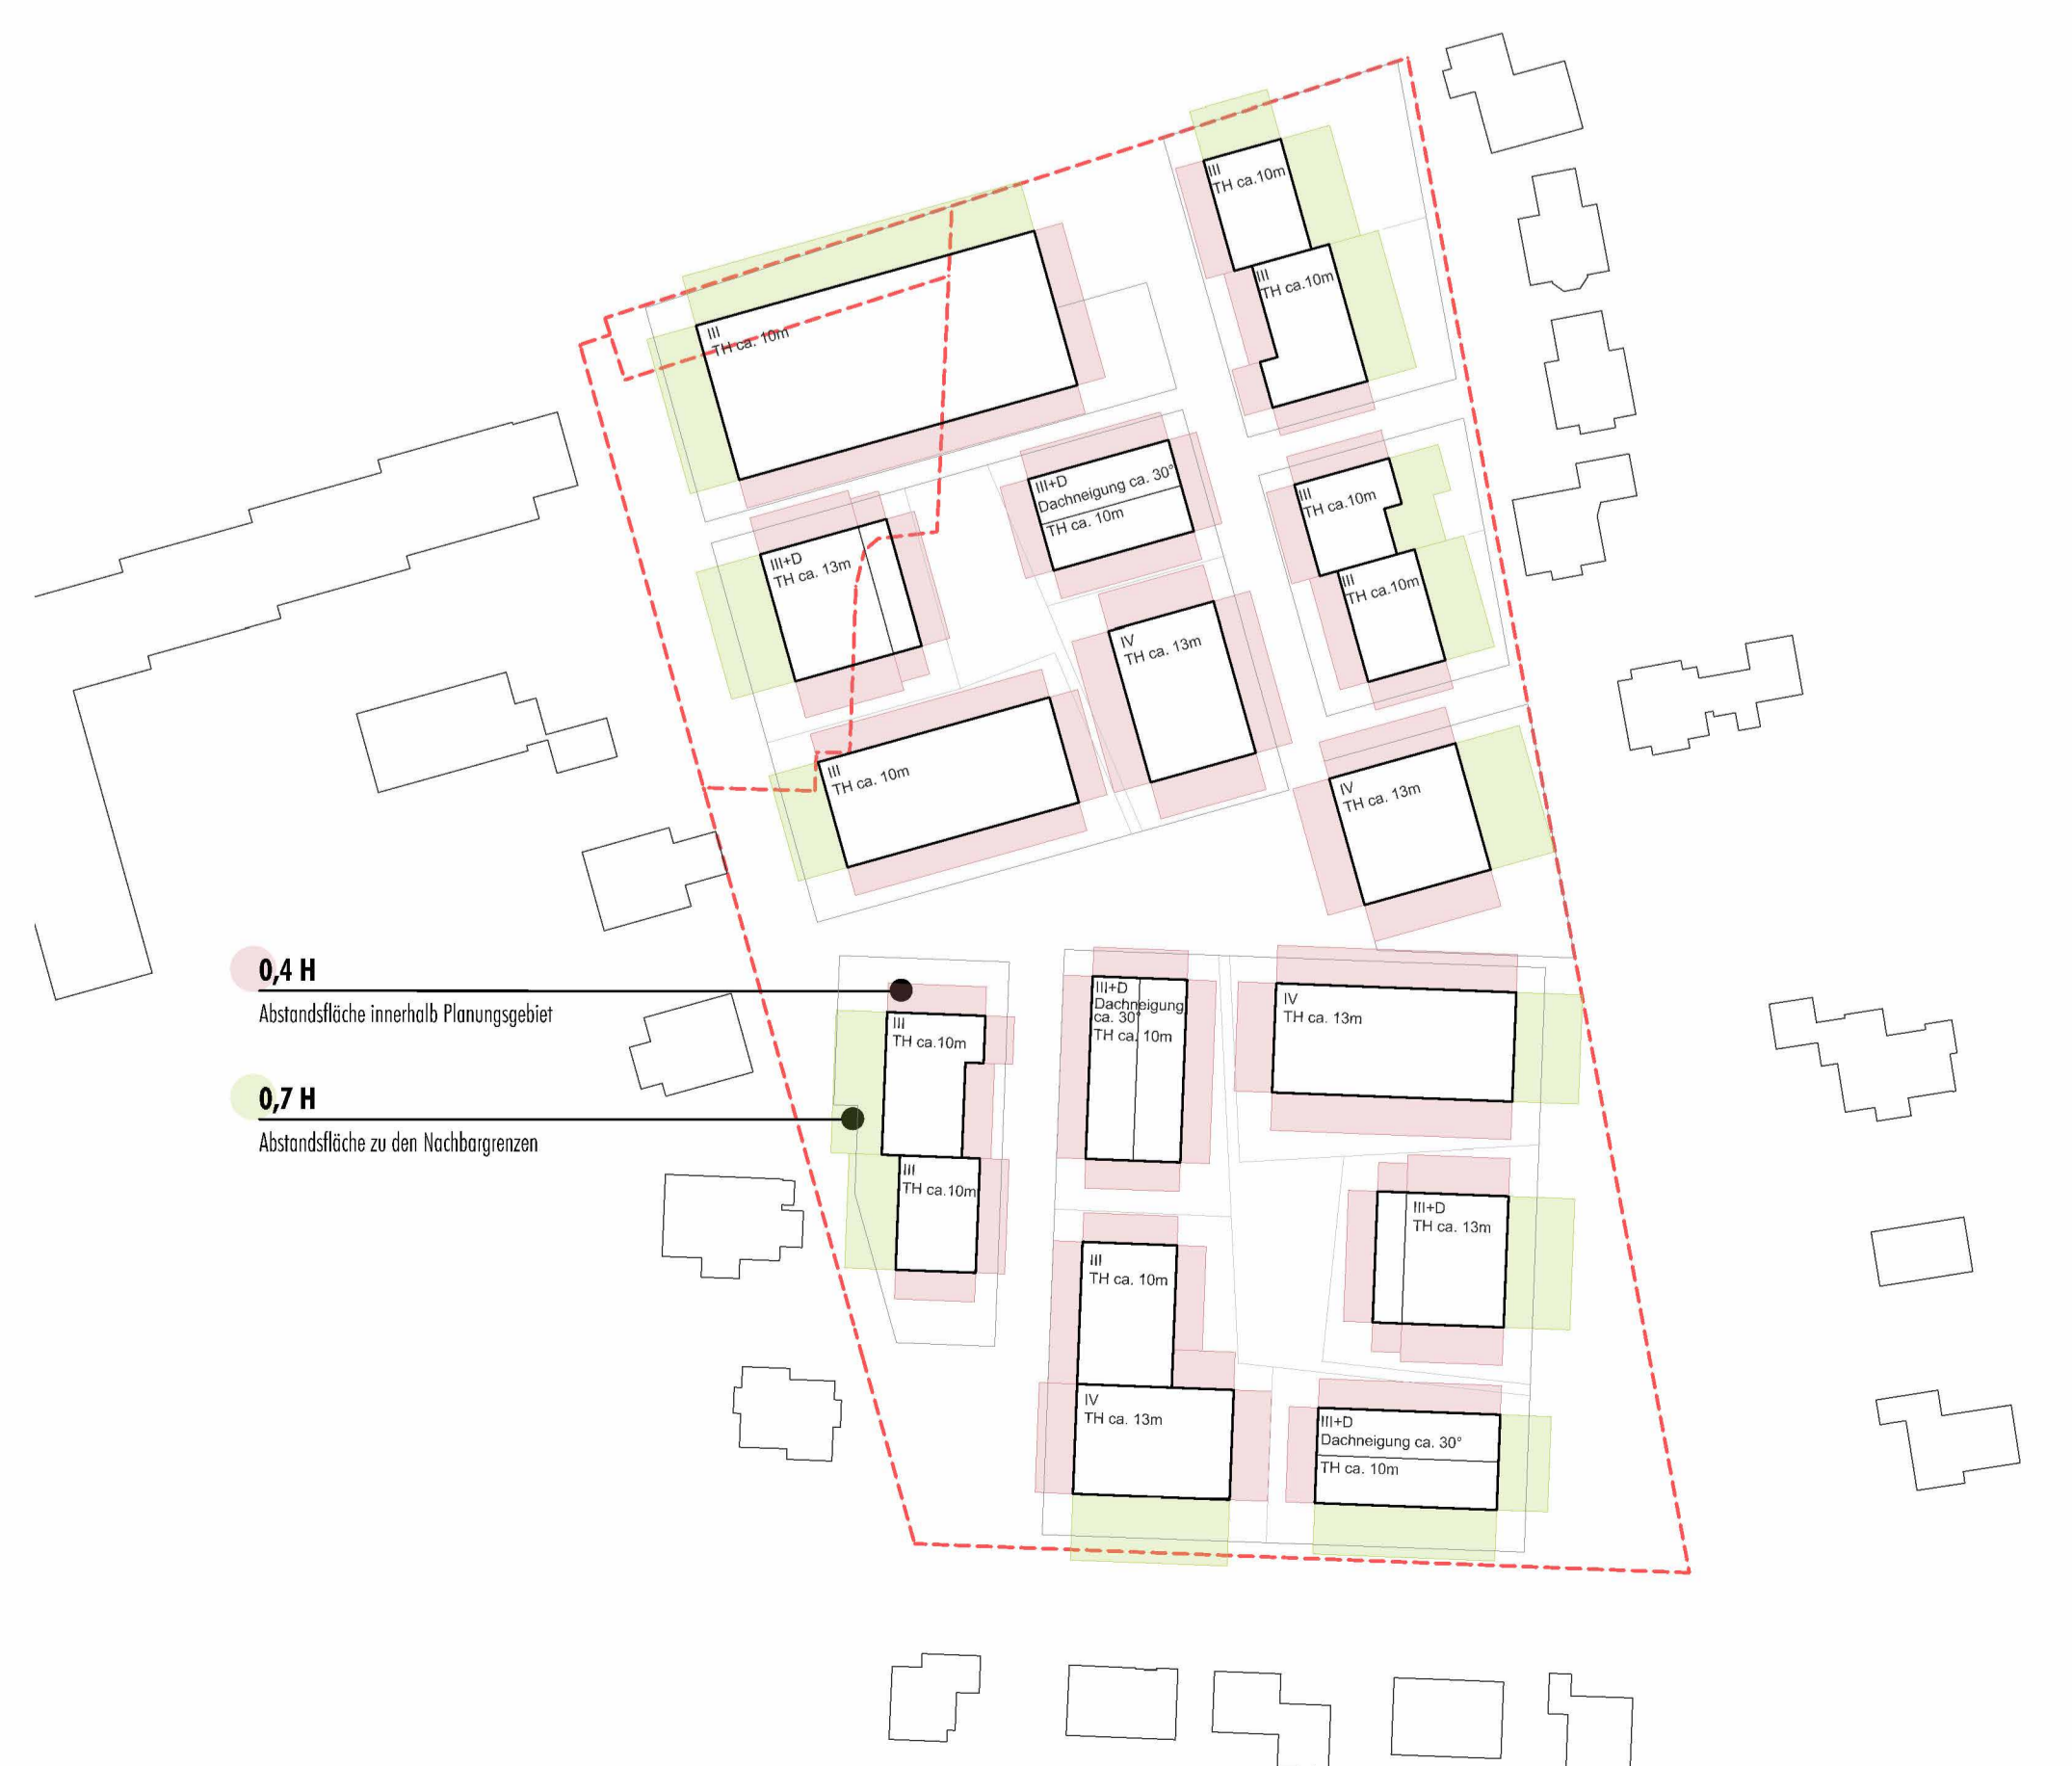 III
TH ca.10m
III
TH ca.10m
III
TH ca. 10m
III+D
Dachneigung ca. 30°
TH ca. 10m
III
TH ca.10m
III+D
TH ca. 13m
III
TH ca.10m
IV
TH ca. 13m
III
TH ca. 10m
IV
TH ca. 13m
0,4 H
Abstandsfläche innerhalb Planungsgebiet
0,7 H
Abstandsfläche zu den Nachbargrenzen
III
TH ca.10m
III
TH ca.10m
III+D
Dachneigung
ca. 30°
TH ca. 10m
IV
TH ca. 13m
III+D
TH ca. 13m
III
TH ca. 10m
IV
TH ca. 13m
III+D
Dachneigung ca. 30°
TH ca. 10m